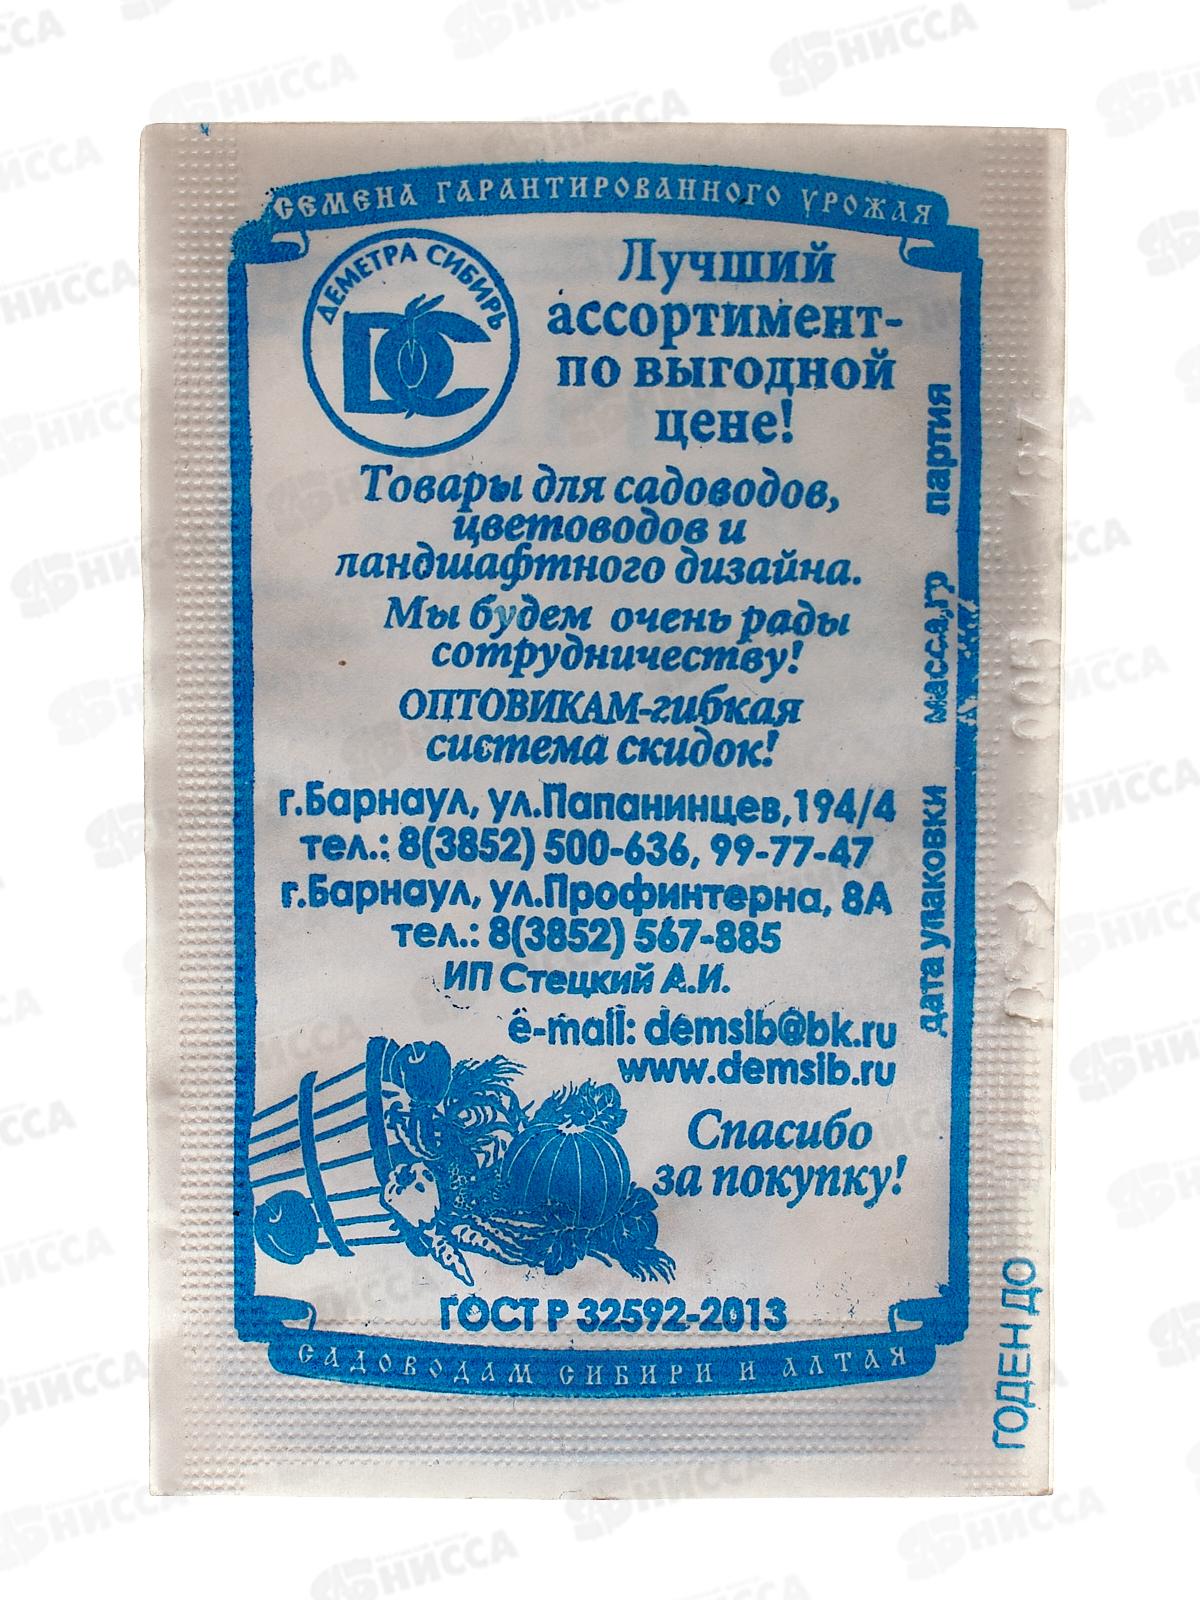 СЕМЕНА ГАРАНТИРОВАННОГО УРОЖАЯ
ДЕМЕТРА СИБИРЬ
DC
Лучший
ассортимент-
по выгодной
цене!
Товары для садоводов,
цветоводов и
ландшафтного дизайна.
Мы будем очень рады
сотрудничеству!
ОПТОВИКАМ-гибкая
система скидок!
г.Барнаул, ул.Папанинцев,194/4
тел.: 8(3852) 500-636, 99-77-47
г.Барнаул, ул.Профинтерна, 8А
тел.: 8(3852) 567-885
ИП Стецкий А.И.
e-mail: demsib@bk.ru
www.demsib.ru
Спасибо
за покупку!
ГОСТ Р 32592-2013
САДОВОДАМ СИБИРИ И АЛТАЯ
дата упаковки масса,гр партия
ГОДЕН ДО
НИССА